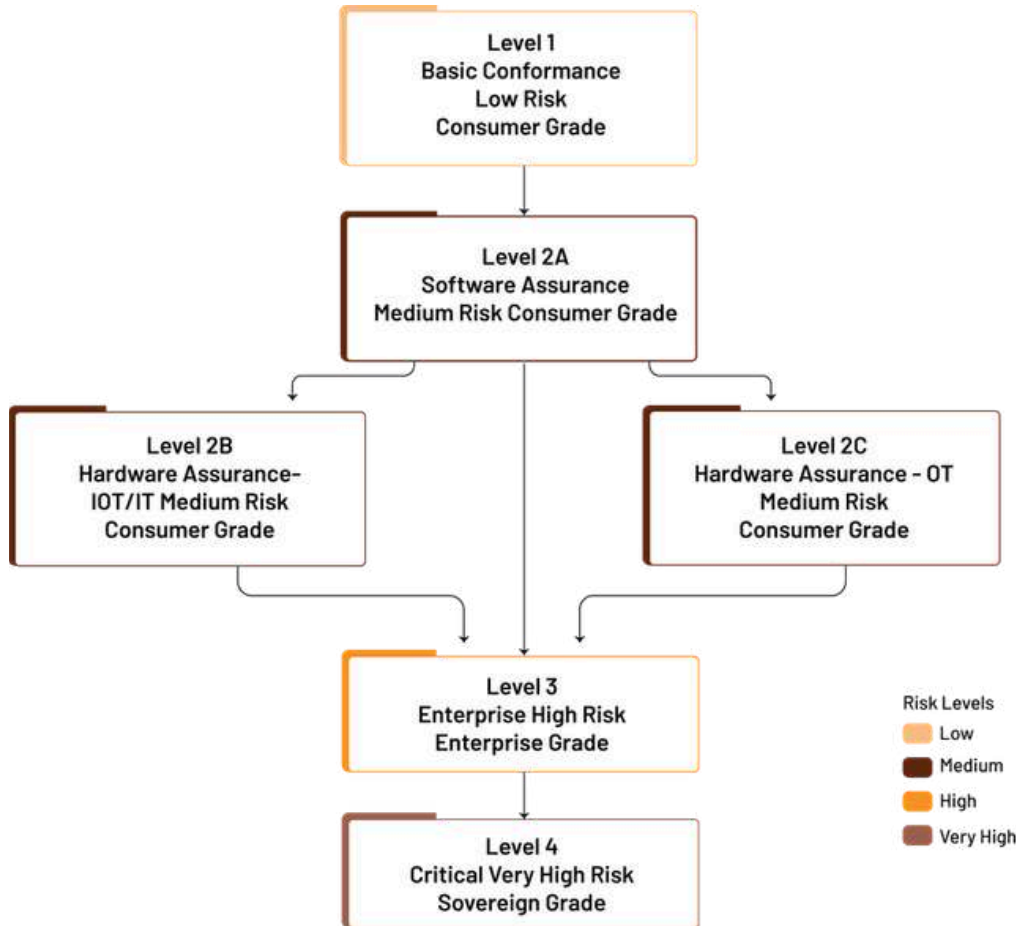 Level 1
Basic Conformance
Low Risk
Consumer Grade
Level 2A
Software Assurance
Medium Risk Consumer Grade
Level 2B
Hardware Assurance-
IOT/IT Medium Risk
Consumer Grade
Level 2C
Hardware Assurance - OT
Medium Risk
Consumer Grade
Level 3
Enterprise High Risk
Enterprise Grade
Level 4
Critical Very High Risk
Sovereign Grade
Risk Levels
Low
Medium
High
Very High